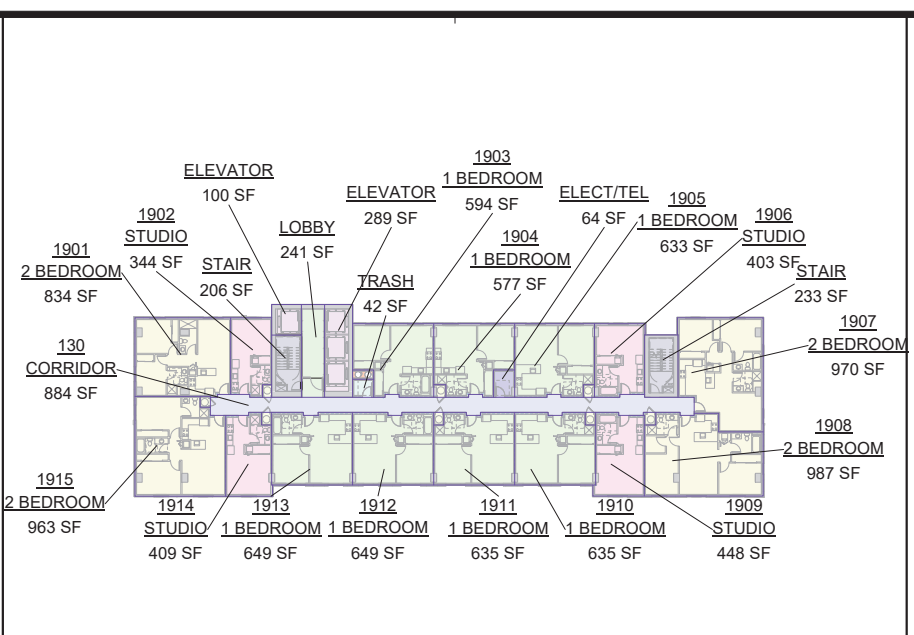 ELEVATOR
100 SF
1902
STUDIO
344 SF
1901
2 BEDROOM
834 SF
STAIR
206 SF
LOBBY
241 SF
ELEVATOR
289 SF
TRASH
42 SF
1903
1 BEDROOM
594 SF
1904
1 BEDROOM
577 SF
ELECT/TEL
64 SF
1905
1 BEDROOM
633 SF
1906
STUDIO
403 SF
STAIR
233 SF
1907
2 BEDROOM
970 SF
130
CORRIDOR
884 SF
1908
2 BEDROOM
987 SF
1915
2 BEDROOM
963 SF
1914
STUDIO
409 SF
1913
1 BEDROOM
649 SF
1912
1 BEDROOM
649 SF
1911
1 BEDROOM
635 SF
1910
1 BEDROOM
635 SF
1909
STUDIO
448 SF